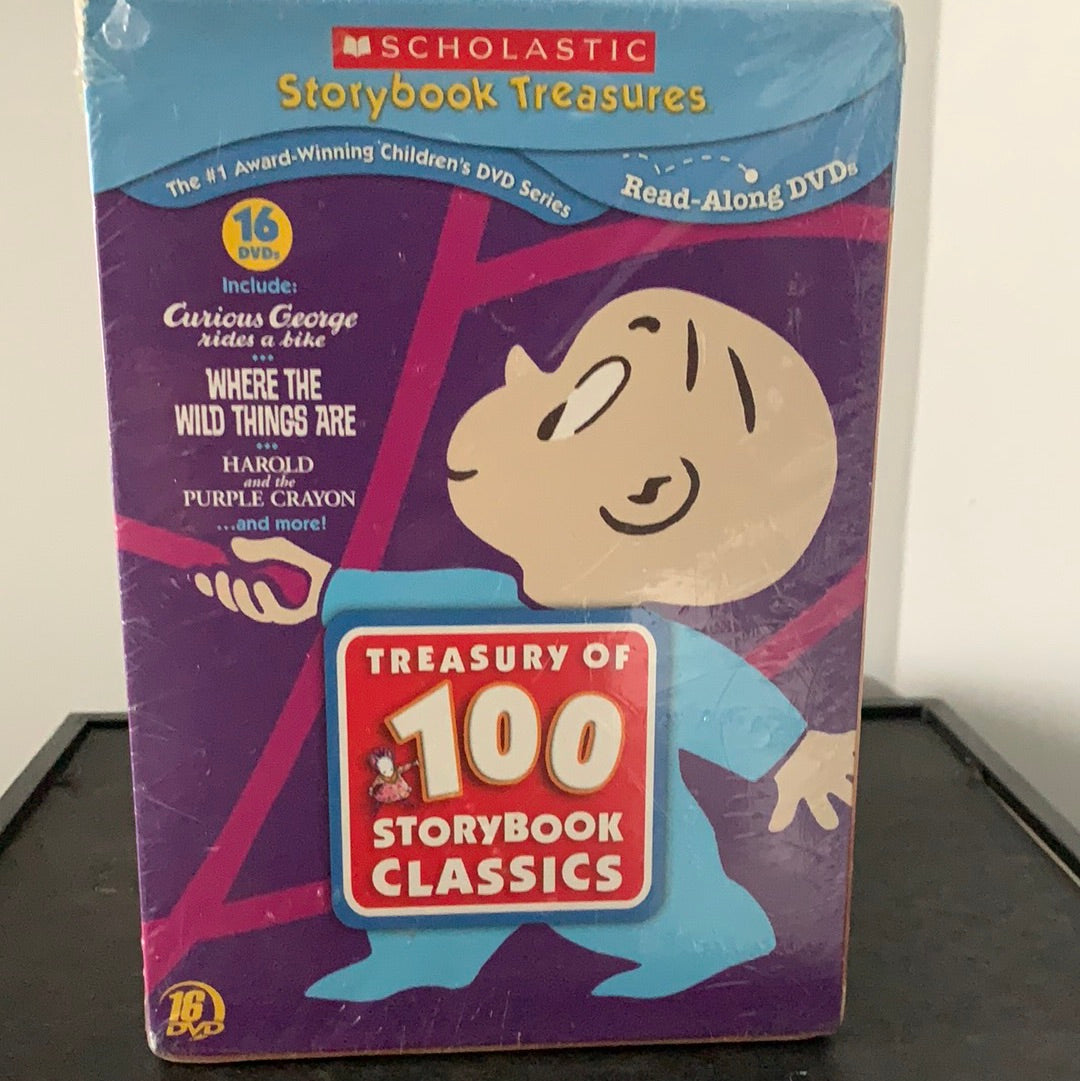 SCHOLASTIC
Storybook Treasures
The #1 Award-Winning Children's DVD Series
Read-Along DVDs
16
DVDs
Include:
Curious George
rides a bike
WHERE THE
WILD THINGS ARE
HAROLD
and the
PURPLE CRAYON
...and more!
TREASURY OF
100
STORYBOOK
CLASSICS
16
DVD